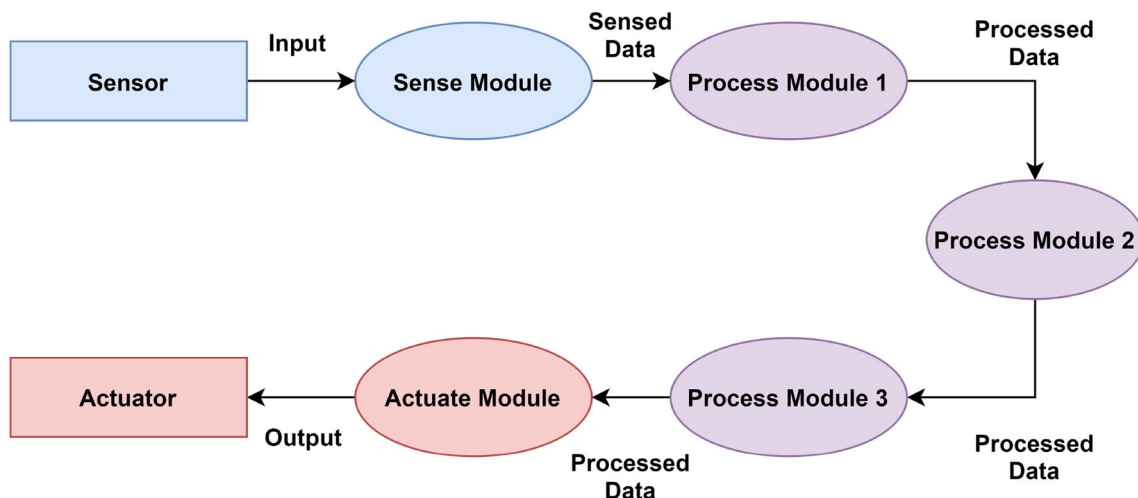 Sensor
Input
Sense Module
Sensed
Data
Process Module 1
Processed
Data
Process Module 2
Processed
Data
Process Module 3
Processed
Data
Actuate Module
Output
Actuator